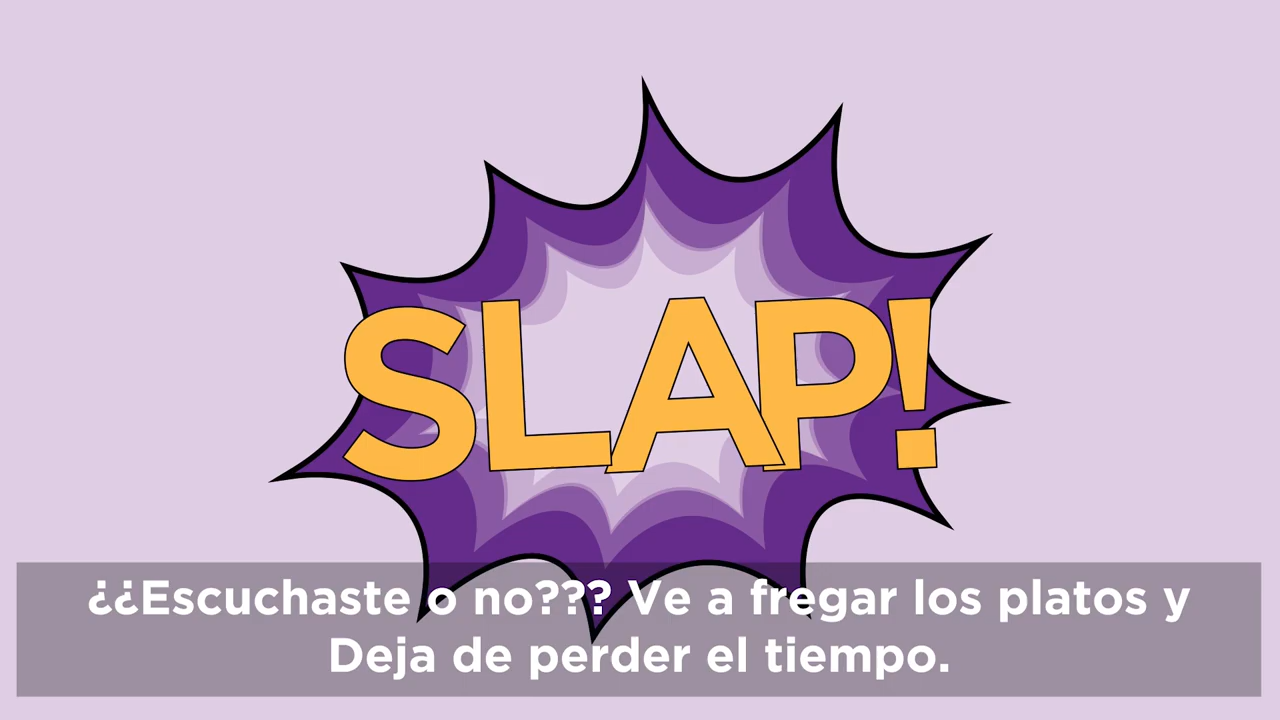 SLAP!
¿¿Escuchaste o no??? Ve a fregar los platos y
Deja de perder el tiempo.